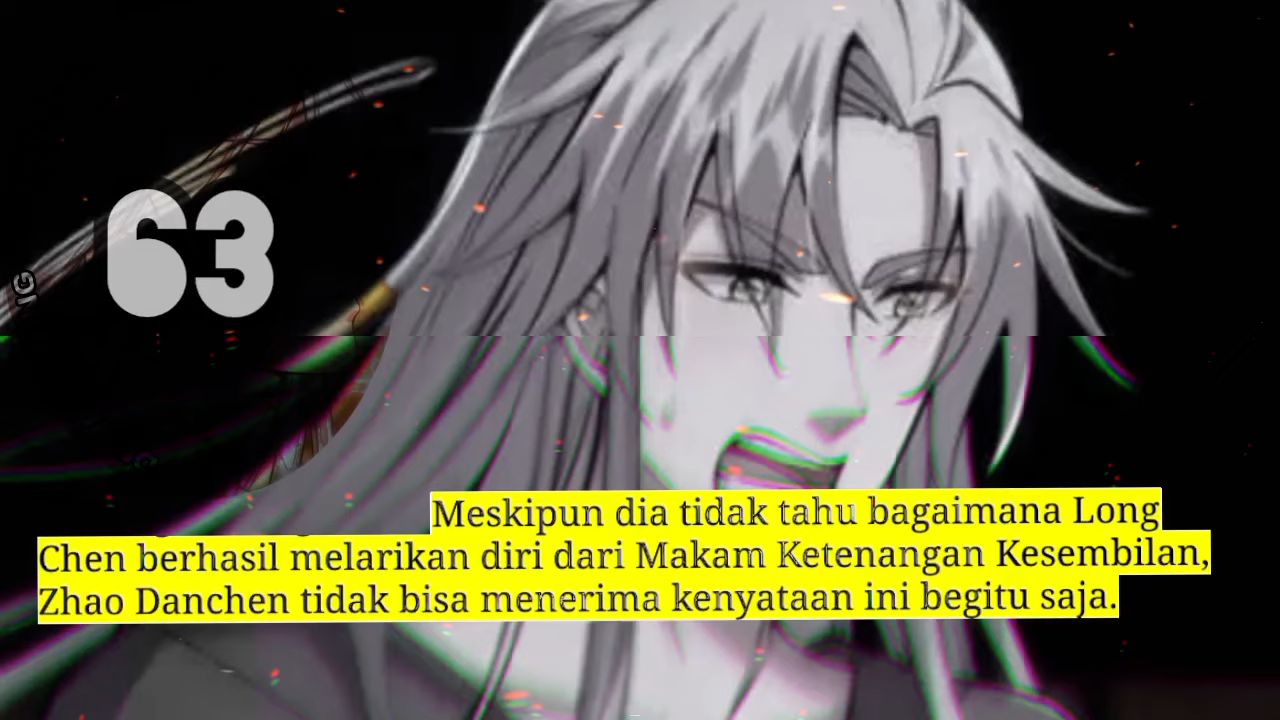 63
Meskipun dia tidak tahu bagaimana Long
Chen berhasil melarikan diri dari Makam Ketenangan Kesembilan,
Zhao Danchen tidak bisa menerima kenyataan ini begitu saja.